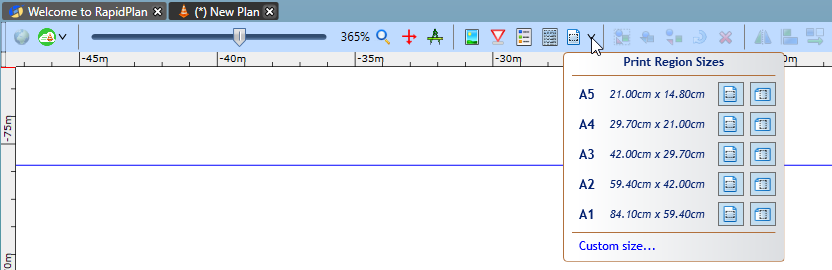 Welcome to RapidPlan
(*) New Plan
365%
-45m
-40m
-35m
-30m
0m
Print Region Sizes
A5 21.00cm x 14.80cm
A4 29.70cm x 21.00cm
-75m
A3 42.00cm x 29.70cm
A2 59.40cm x 42.00cm
A1 84.10cm x 59.40cm
Custom size...
0m